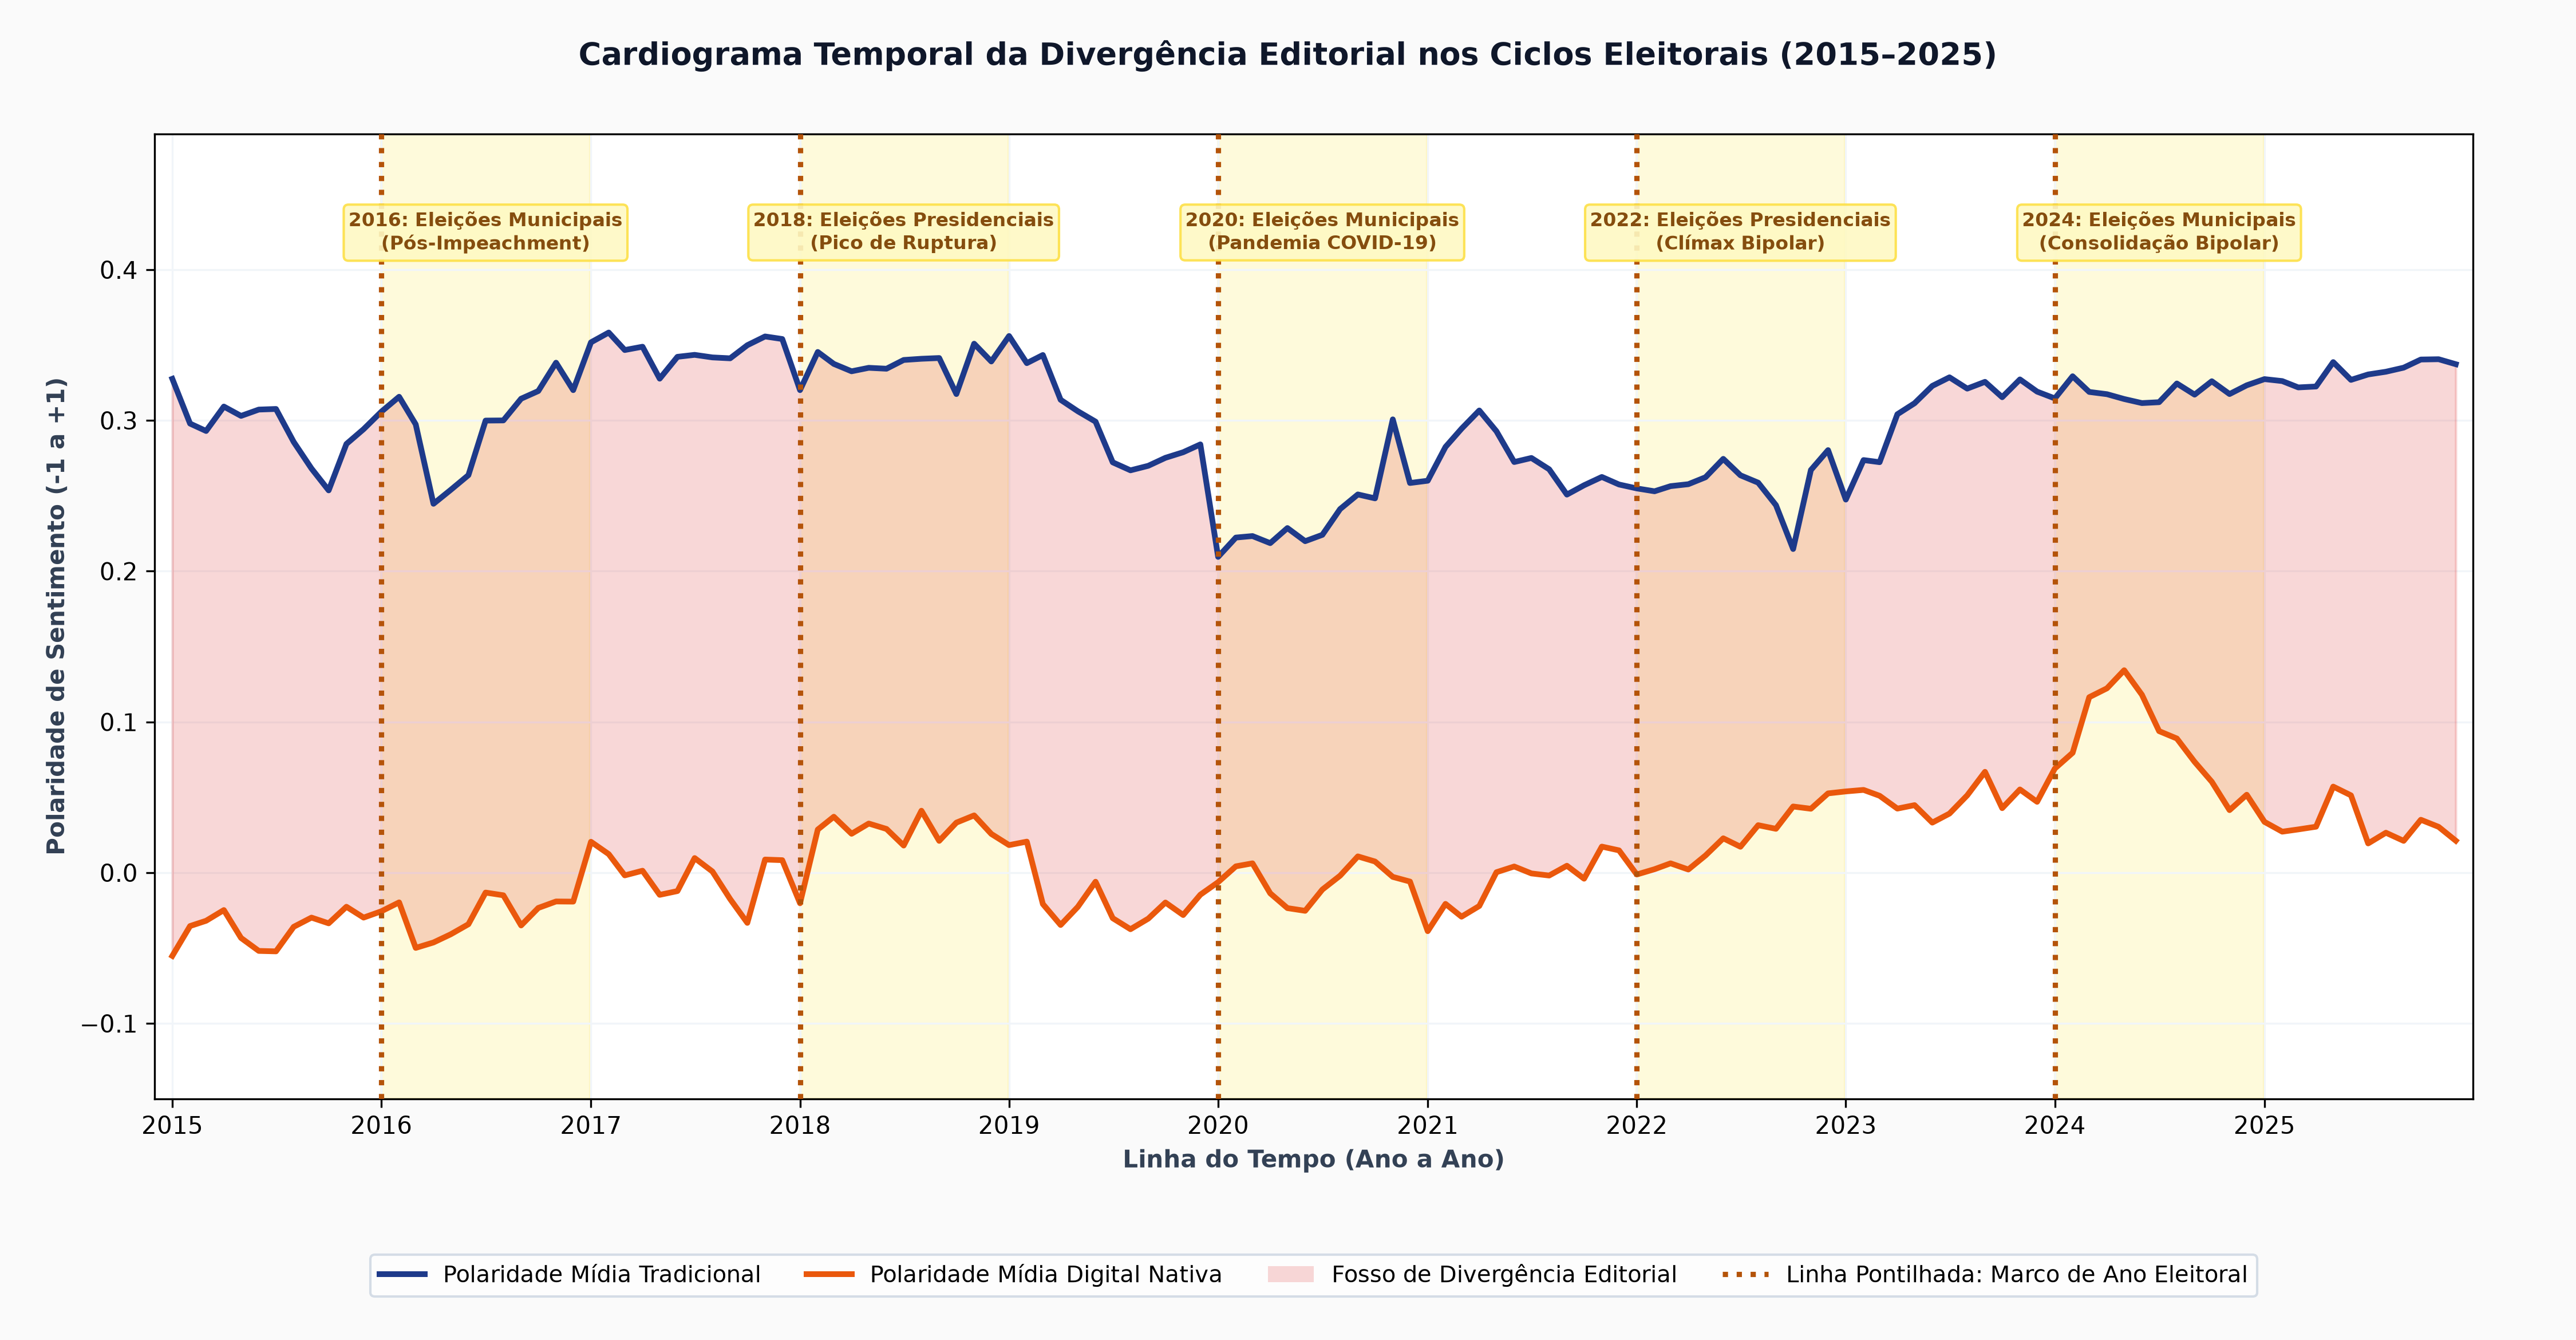 Cardiograma Temporal da Divergência Editorial nos Ciclos Eleitorais (2015–2025)
2016: Eleições Municipais
(Pós-Impeachment)
2018: Eleições Presidenciais
(Pico de Ruptura)
2020: Eleições Municipais
(Pandemia COVID-19)
2022: Eleições Presidenciais
(Clímax Bipolar)
2024: Eleições Municipais
(Consolidação Bipolar)
Polaridade de Sentimento (-1 a +1)
0.4
0.3
0.2
0.1
0.0
−0.1
2015
2016
2017
2018
2019
2020
2021
2022
2023
2024
2025
Linha do Tempo (Ano a Ano)
Polaridade Mídia Tradicional
Polaridade Mídia Digital Nativa
Fosso de Divergência Editorial
Linha Pontilhada: Marco de Ano Eleitoral